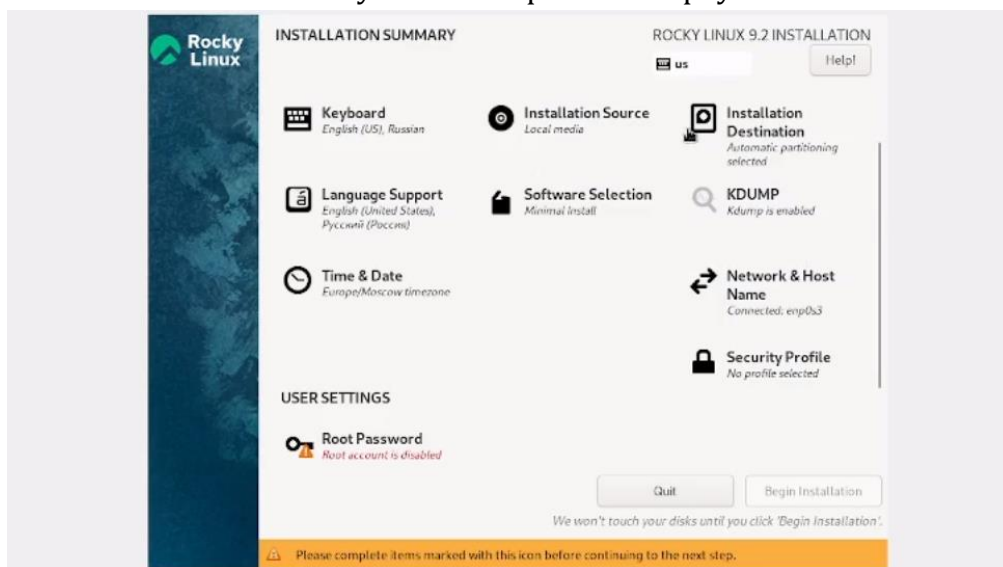 Rocky
Linux
INSTALLATION SUMMARY
ROCKY LINUX 9.2 INSTALLATION
us
Help!
Keyboard
English (US), Russian
Installation Source
Local media
Installation
Destination
Automatic partitioning
selected
Language Support
English (United States),
Русский (Россия)
Software Selection
Minimal Install
KDUMP
Kdump is enabled
Time & Date
Europe/Moscow timezone
Network & Host
Name
Connected: enp0s3
Security Profile
No profile selected
USER SETTINGS
Root Password
Root account is disabled
Quit
Begin Installation
We won't touch your disks until you click 'Begin Installation'.
Please complete items marked with this icon before continuing to the next step.